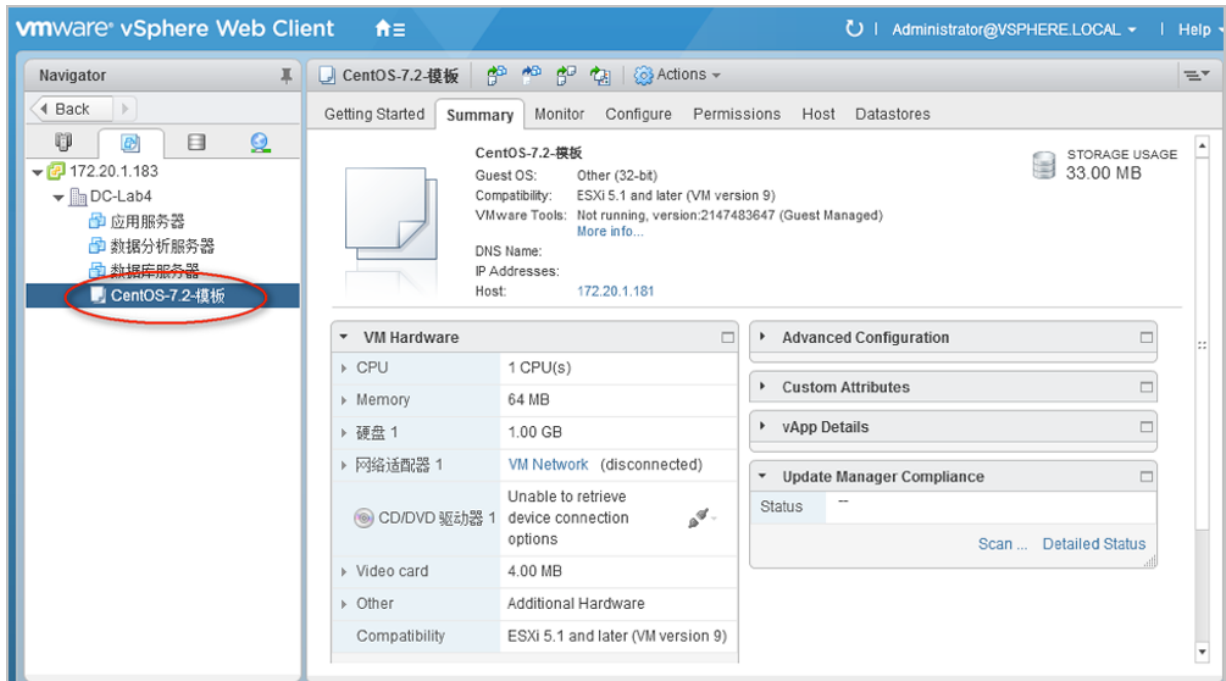 vmware® vSphere Web Client
Administrator@VSPHERE.LOCAL
Help
Navigator
Back
172.20.1.183
DC-Lab4
应用服务器
数据分析服务器
数据库服务器
CentOS-7.2-模板
CentOS-7.2-模板
Actions
Getting Started Summary Monitor Configure Permissions Host Datastores
CentOS-7.2-模板
Guest OS: Other (32-bit)
Compatibility: ESXi 5.1 and later (VM version 9)
VMware Tools: Not running, version:2147483647 (Guest Managed)
More info...
DNS Name:
IP Addresses:
Host: 172.20.1.181
STORAGE USAGE
33.00 MB
VM Hardware
CPU 1 CPU(s)
Memory 64 MB
硬盘 1 1.00 GB
网络适配器 1 VM Network (disconnected)
CD/DVD 驱动器 1 Unable to retrieve
device connection
options
Video card 4.00 MB
Other Additional Hardware
Compatibility ESXi 5.1 and later (VM version 9)
Advanced Configuration
Custom Attributes
vApp Details
Update Manager Compliance
Status --
Scan ... Detailed Status